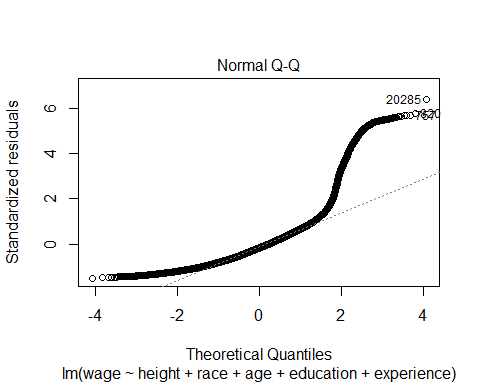 Normal Q-Q
Standardized residuals
6
4
2
0
20285
-4
-2
0
2
4
Theoretical Quantiles
lm(wage ~ height + race + age + education + experience)